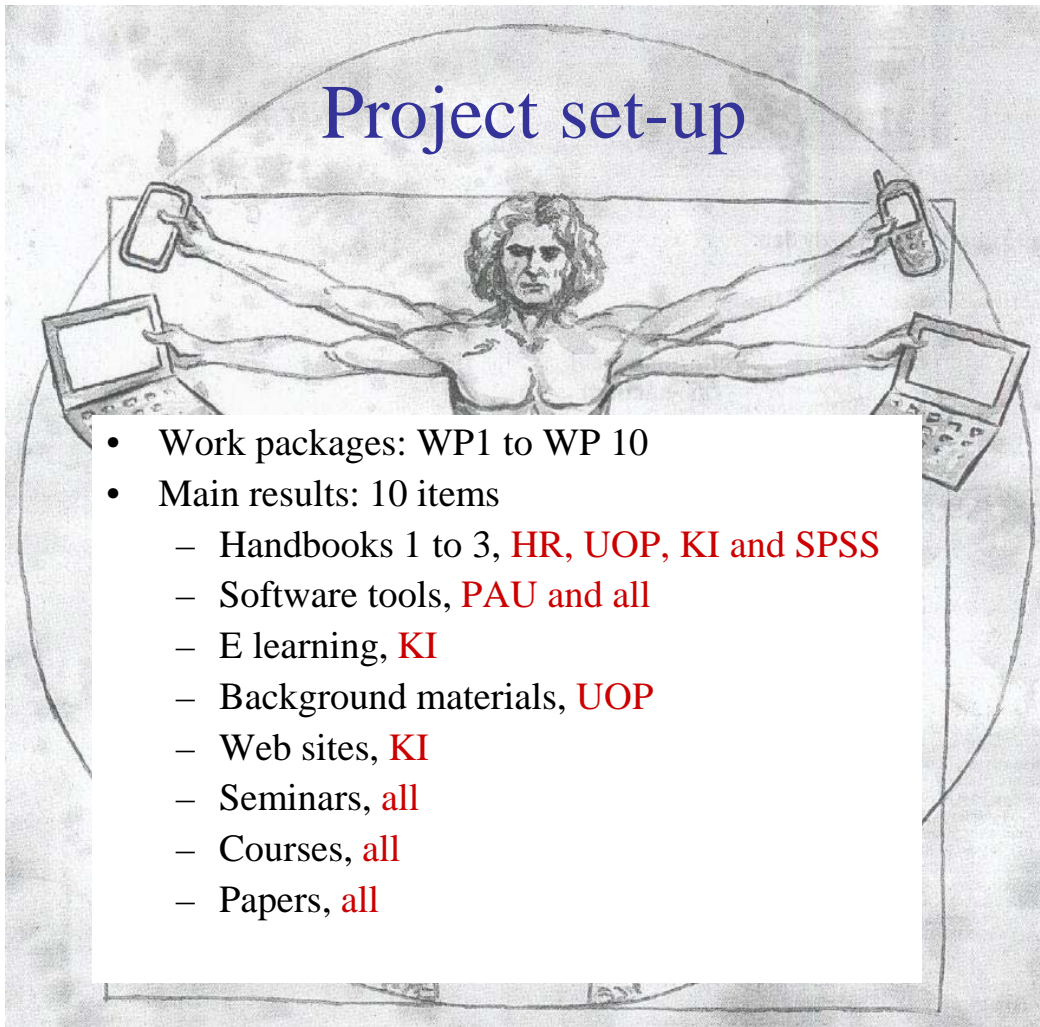 Project set-up
• Work packages: WP1 to WP 10
• Main results: 10 items
– Handbooks 1 to 3, HR, UOP, KI and SPSS
– Software tools, PAU and all
– E learning, KI
– Background materials, UOP
– Web sites, KI
– Seminars, all
– Courses, all
– Papers, all